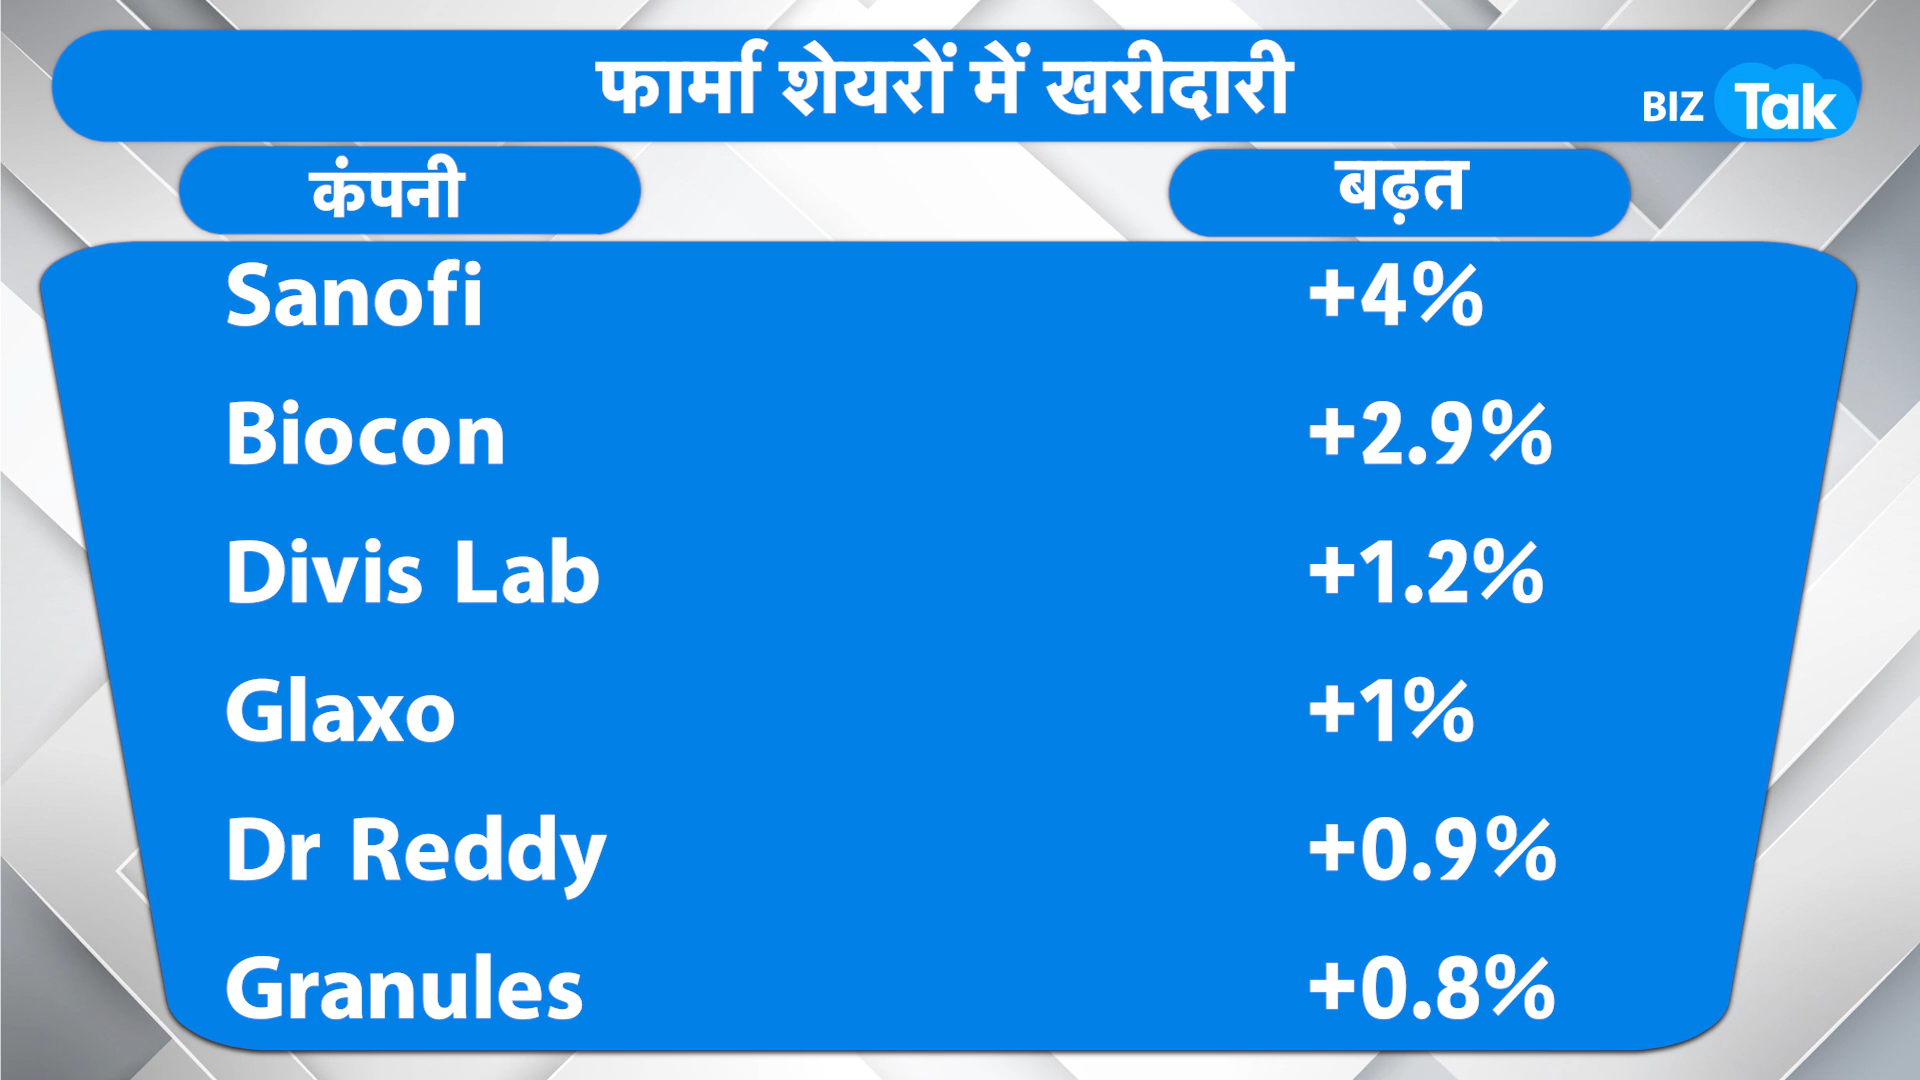 फार्मा शेयरों में खरीदारी
BIZ Tak
कंपनी बढ़त
Sanofi +4%
Biocon +2.9%
Divis Lab +1.2%
Glaxo +1%
Dr Reddy +0.9%
Granules +0.8%